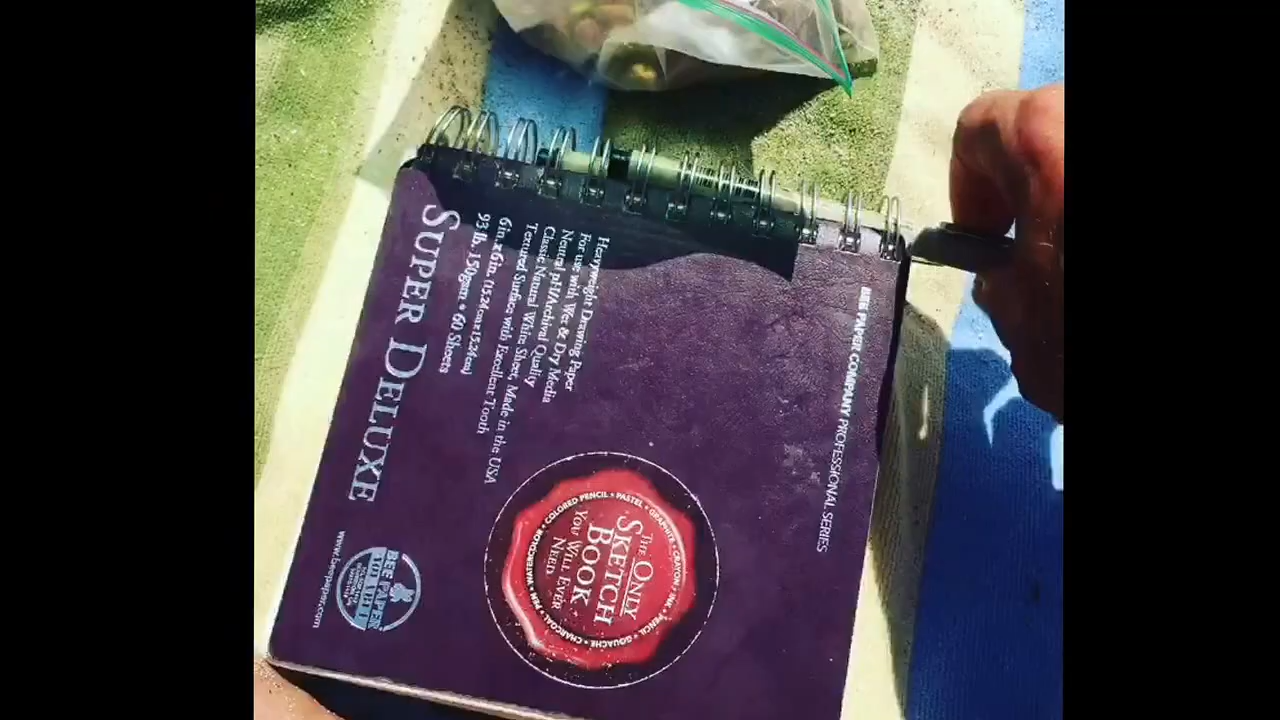 BEE PAPER COMPANY PROFESSIONAL SERIES
THE ONLY
SKETCH
BOOK
YOU WILL EVER
NEED
COLORED PENCIL • PASTEL • GRAPHITE • CRAYON • INK • PENCIL • GOUACHE • CHARCOAL • PEN • WATERCOLOR •
Heavyweight Drawing Paper
For use with Wet & Dry Media
Neutral pH/Archival Quality
Classic Natural White Sheet, Made in the USA
Textured Surface with Excellent Tooth
6in. x 6in. (15.24cm x 15.24cm)
93 lb. 150gsm • 60 Sheets
SUPER DELUXE
BEE PAPER
www.beepaper.com